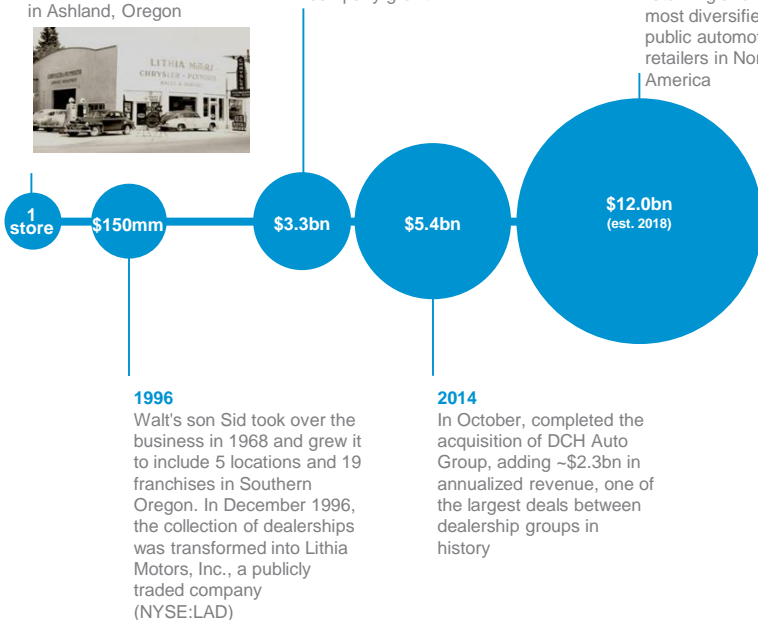 in Ashland, Oregon
most diversifie
public automot
retailers in Nor
America
LITHIA MOTORS
CHRYSLER - PLYMOUTH
1
store
$150mm
$3.3bn
$5.4bn
$12.0bn
(est. 2018)
1996
Walt's son Sid took over the
business in 1968 and grew it
to include 5 locations and 19
franchises in Southern
Oregon. In December 1996,
the collection of dealerships
was transformed into Lithia
Motors, Inc., a publicly
traded company
(NYSE:LAD)
2014
In October, completed the
acquisition of DCH Auto
Group, adding ~$2.3bn in
annualized revenue, one of
the largest deals between
dealership groups in
history